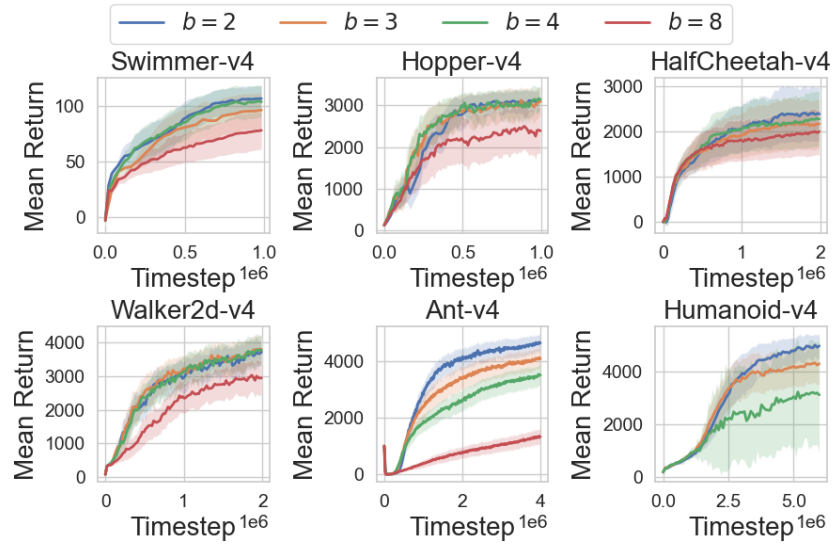 b = 2 b = 3 b = 4 b = 8
Swimmer-v4 Hopper-v4 HalfCheetah-v4
Mean Return
100
50
0
0.0 0.5 1.0
Timestep 1e6
Mean Return
3000
2000
1000
0
0.0 0.5 1.0
Timestep 1e6
Mean Return
3000
2000
1000
0
0 1 2
Timestep 1e6
Walker2d-v4 Ant-v4 Humanoid-v4
Mean Return
4000
3000
2000
1000
0
0 1 2
Timestep 1e6
Mean Return
4000
2000
0
0 2 4
Timestep 1e6
Mean Return
4000
2000
0
0.0 2.5 5.0
Timestep 1e6